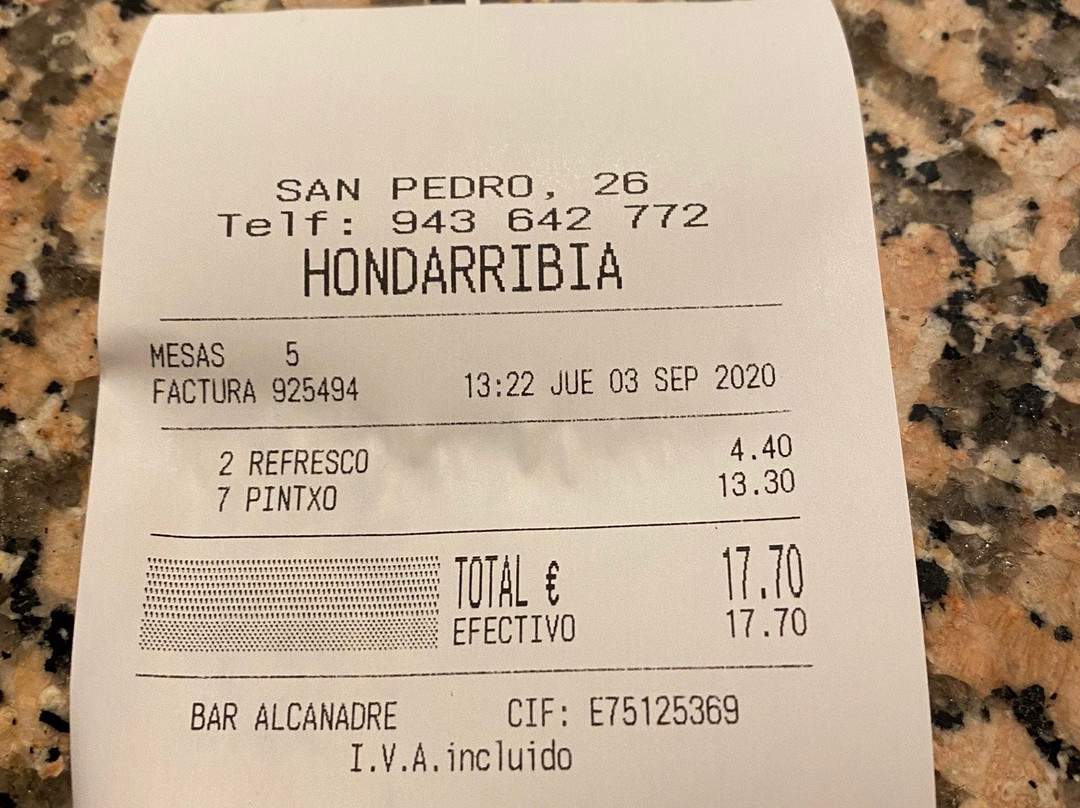 SAN PEDRO, 26
Telf: 943 642 772
HONDARRIBIA
MESAS 5
FACTURA 925494 13:22 JUE 03 SEP 2020
2 REFRESCO 4.40
7 PINTXO 13.30
TOTAL € 17.70
EFECTIVO 17.70
BAR ALCANADRE CIF: E75125369
I.V.A.incluido